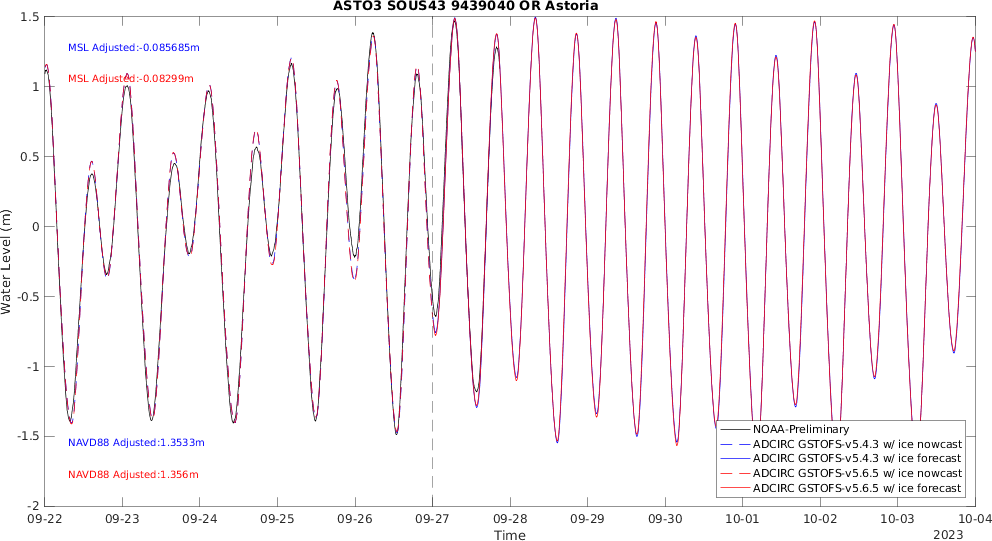 ASTO3 SOUS43 9439040 OR Astoria
MSL Adjusted:-0.085685m
MSL Adjusted:-0.08299m
NAVD88 Adjusted:1.3533m
NAVD88 Adjusted:1.356m
Water Level (m)
1.5
1
0.5
0
-0.5
-1
-1.5
-2
NOAA-Preliminary
ADCIRC GSTOFS-v5.4.3 w/ ice nowcast
ADCIRC GSTOFS-v5.4.3 w/ ice forecast
ADCIRC GSTOFS-v5.6.5 w/ ice nowcast
ADCIRC GSTOFS-v5.6.5 w/ ice forecast
09-22 09-23 09-24 09-25 09-26 09-27 09-28 09-29 09-30 10-01 10-02 10-03 10-04
Time
2023